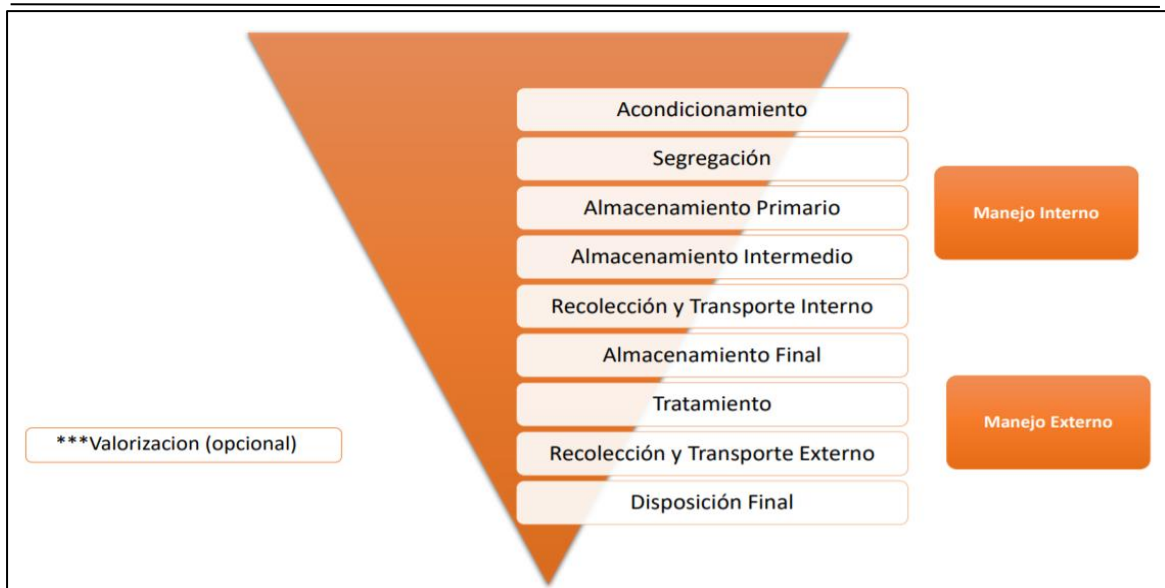 Acondicionamiento
Segregación
Almacenamiento Primario
Almacenamiento Intermedio
Recolección y Transporte Interno
Almacenamiento Final
Tratamiento
Recolección y Transporte Externo
Disposición Final
Manejo Interno
Manejo Externo
***Valorizacion (opcional)